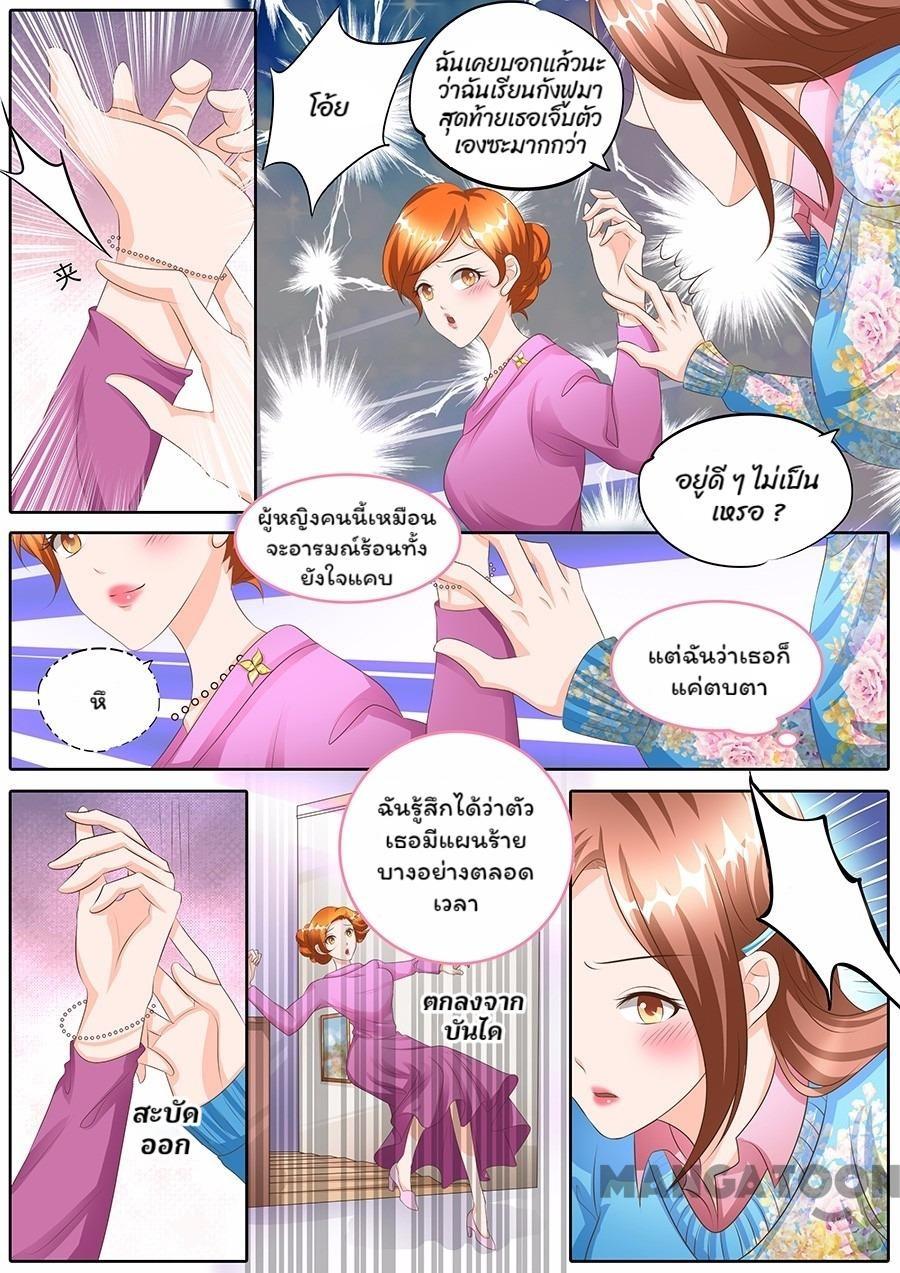 โอ้ย
ฉันเคยบอกแล้วนะ
ว่าฉันเรียนกังฟูมา
สุดท้ายเธอเจ็บตัว
เองซะมากกว่า
夹
อยู่ดี ๆ ไม่เป็น
เหรอ ?
ผู้หญิงคนนี้เหมือน
จะอารมณ์ร้อนทั้ง
ยังใจแคบ
หึ
แต่ฉันว่าเธอก็
แค่ตบตา
ฉันรู้สึกได้ว่าตัว
เธอมีแผนร้าย
บางอย่างตลอด
เวลา
ตกลงจาก
บันได
สะบัด
ออก
MANGATOON